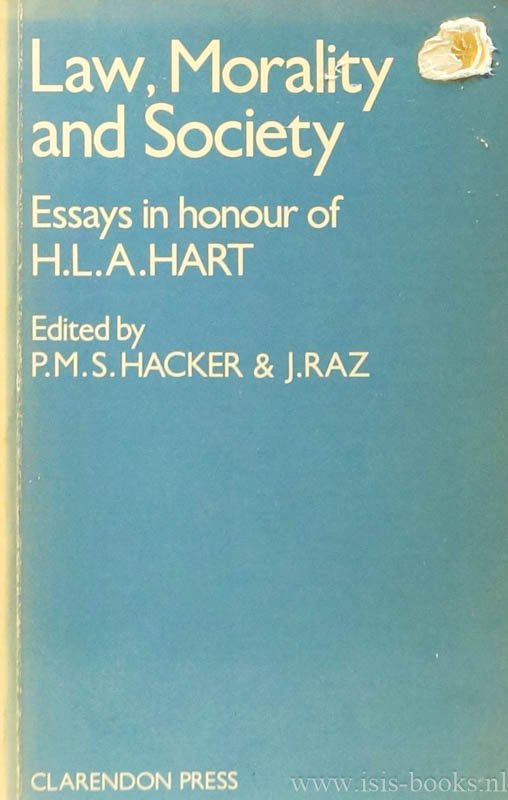 Law, Morality
and Society
Essays in honour of
H.L.A.HART
Edited by
P.M.S.HACKER & J.RAZ
CLARENDON PRESS
www.isis-books.nl